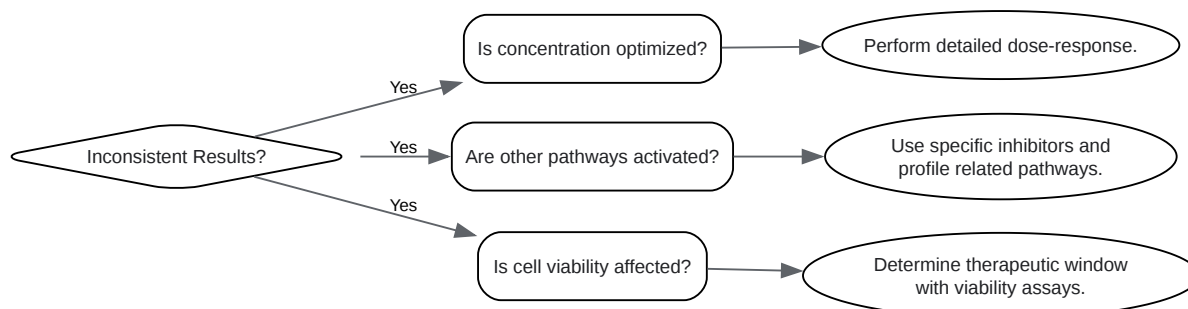 Is concentration optimized?
Perform detailed dose-response.
Yes
Inconsistent Results?
Yes
Are other pathways activated?
Use specific inhibitors and
profile related pathways.
Yes
Is cell viability affected?
Determine therapeutic window
with viability assays.